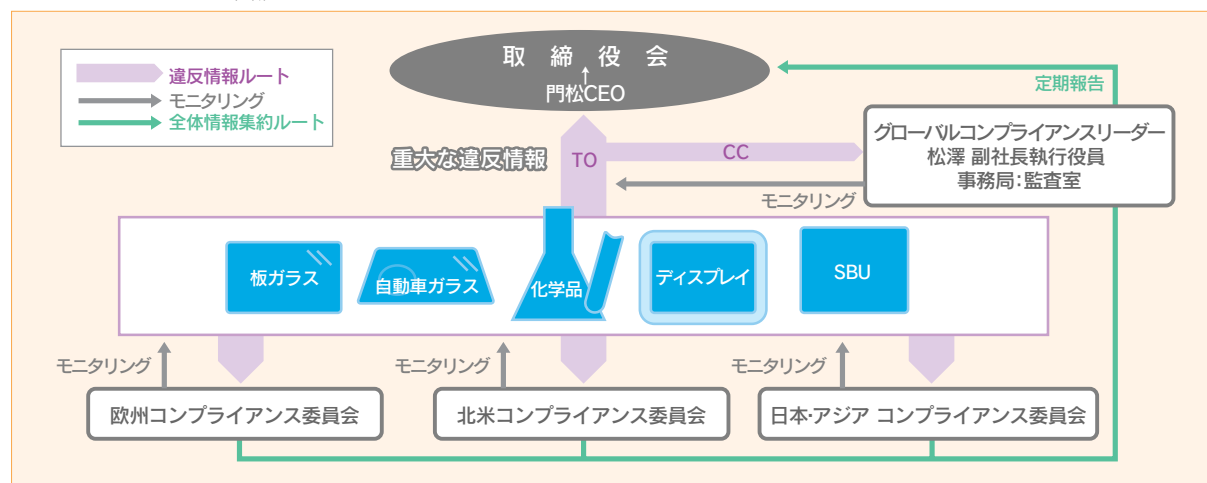 違反情報ルート
モニタリング
全体情報集約ルート
取締役会
門松CEO
定期報告
重大な違反情報
TO
CC
グローバルコンプライアンスリーダー
松澤 副社長執行役員
事務局:監査室
モニタリング
板ガラス
自動車ガラス
化学品
ディスプレイ
SBU
モニタリング
モニタリング
モニタリング
欧州コンプライアンス委員会
北米コンプライアンス委員会
日本・アジア コンプライアンス委員会